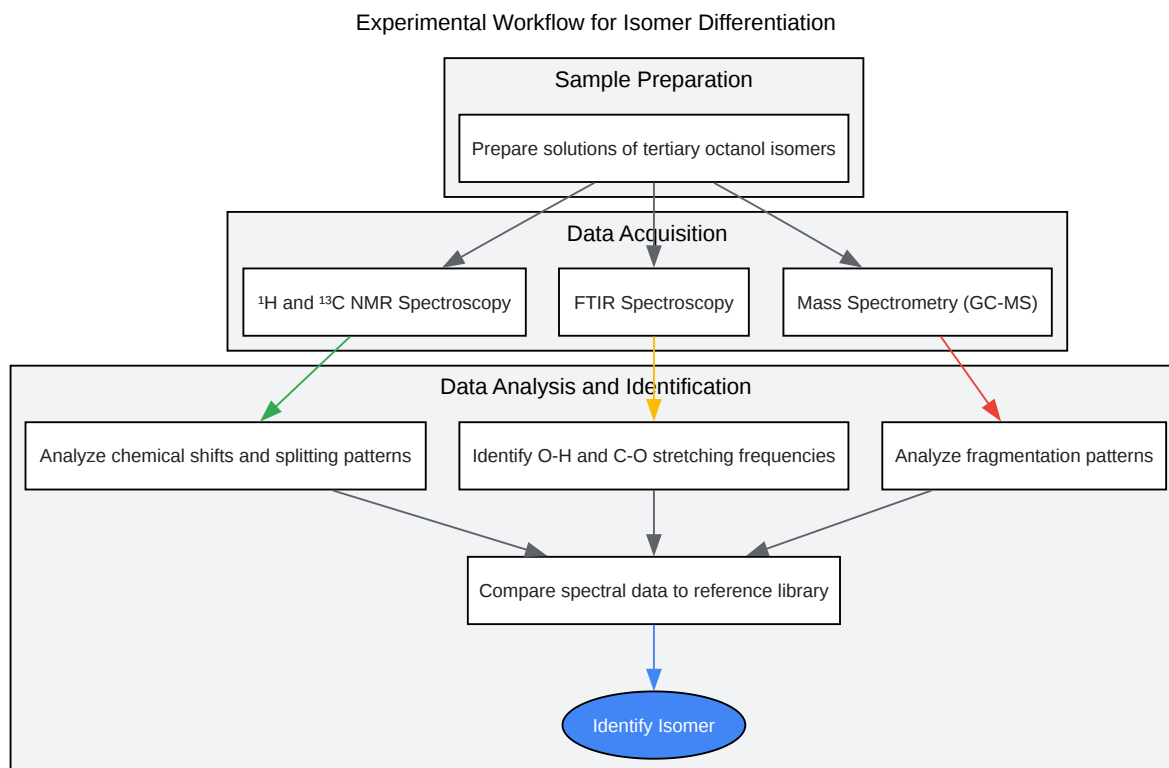 Experimental Workflow for Isomer Differentiation
Sample Preparation
Prepare solutions of tertiary octanol isomers
Data Acquisition
¹H and ¹³C NMR Spectroscopy
FTIR Spectroscopy
Mass Spectrometry (GC-MS)
Data Analysis and Identification
Analyze chemical shifts and splitting patterns
Identify O-H and C-O stretching frequencies
Analyze fragmentation patterns
Compare spectral data to reference library
Identify Isomer